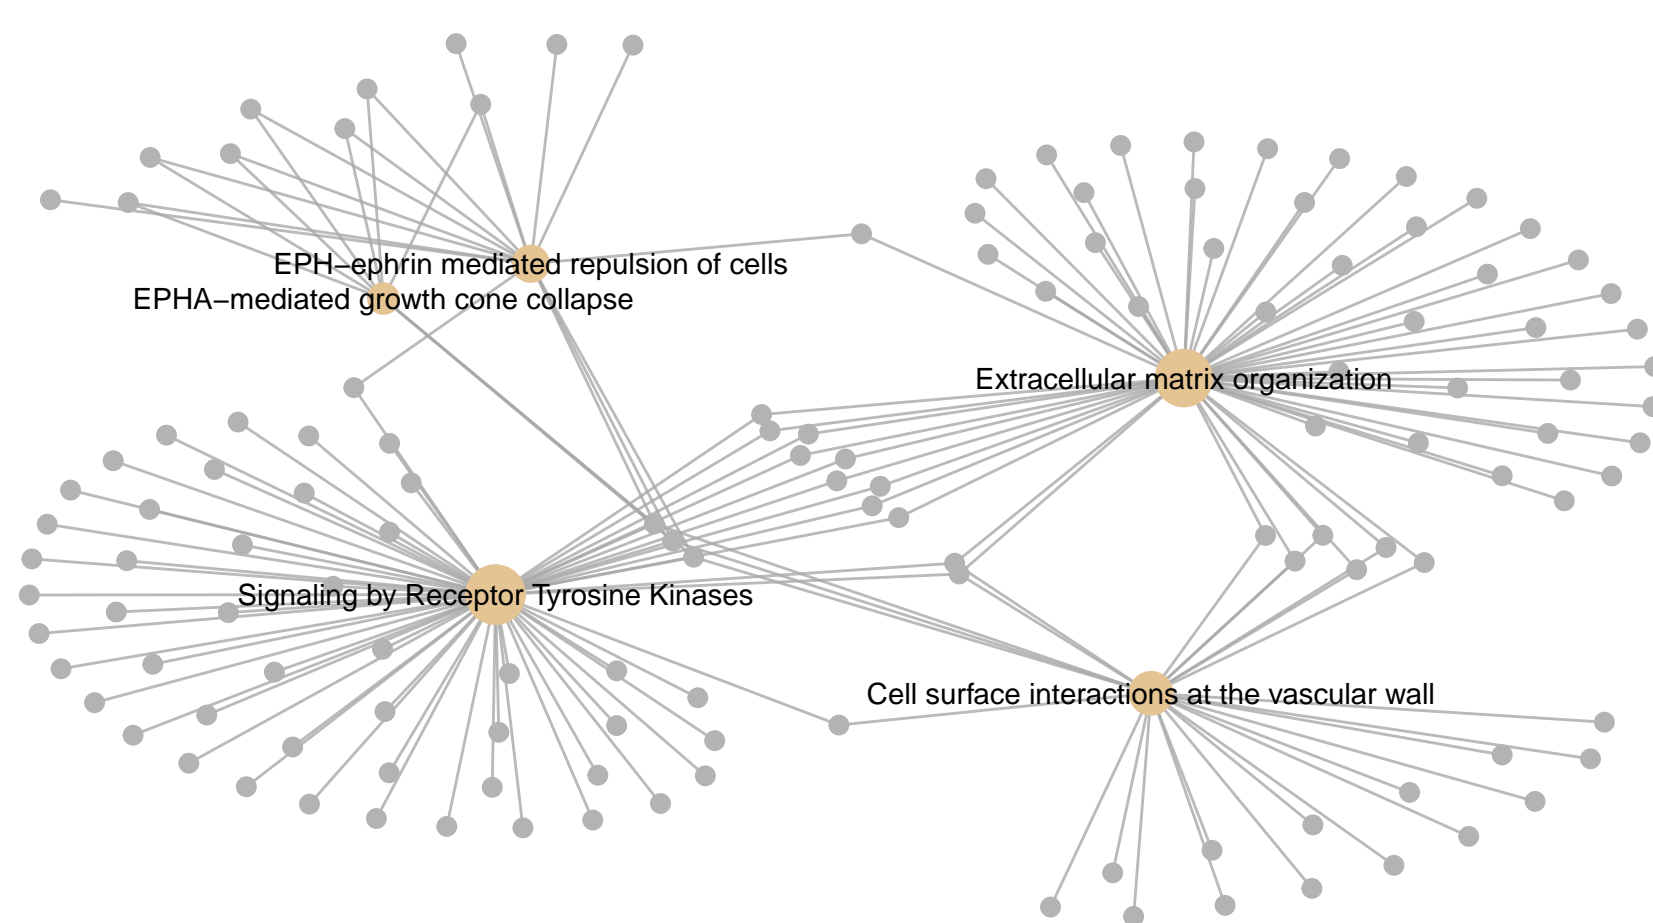 EPH−ephrin mediated repulsion of cells
EPHA−mediated growth cone collapse
Extracellular matrix organization
Signaling by Receptor Tyrosine Kinases
Cell surface interactions at the vascular wall